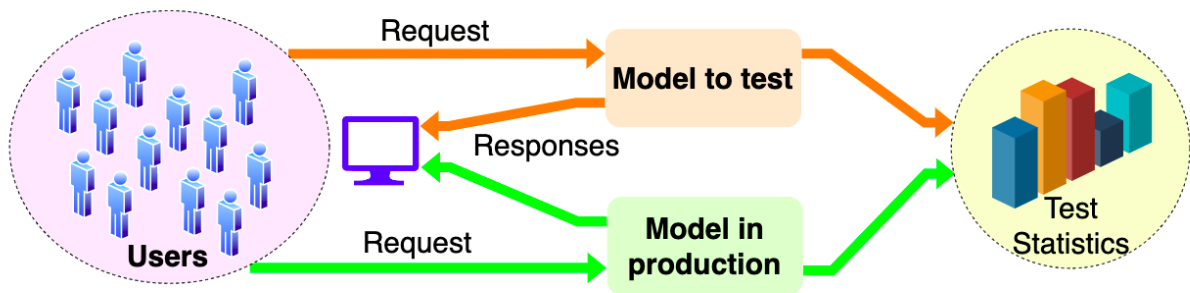 Request
Model to test
Responses
Users
Request
Model in
production
Test
Statistics